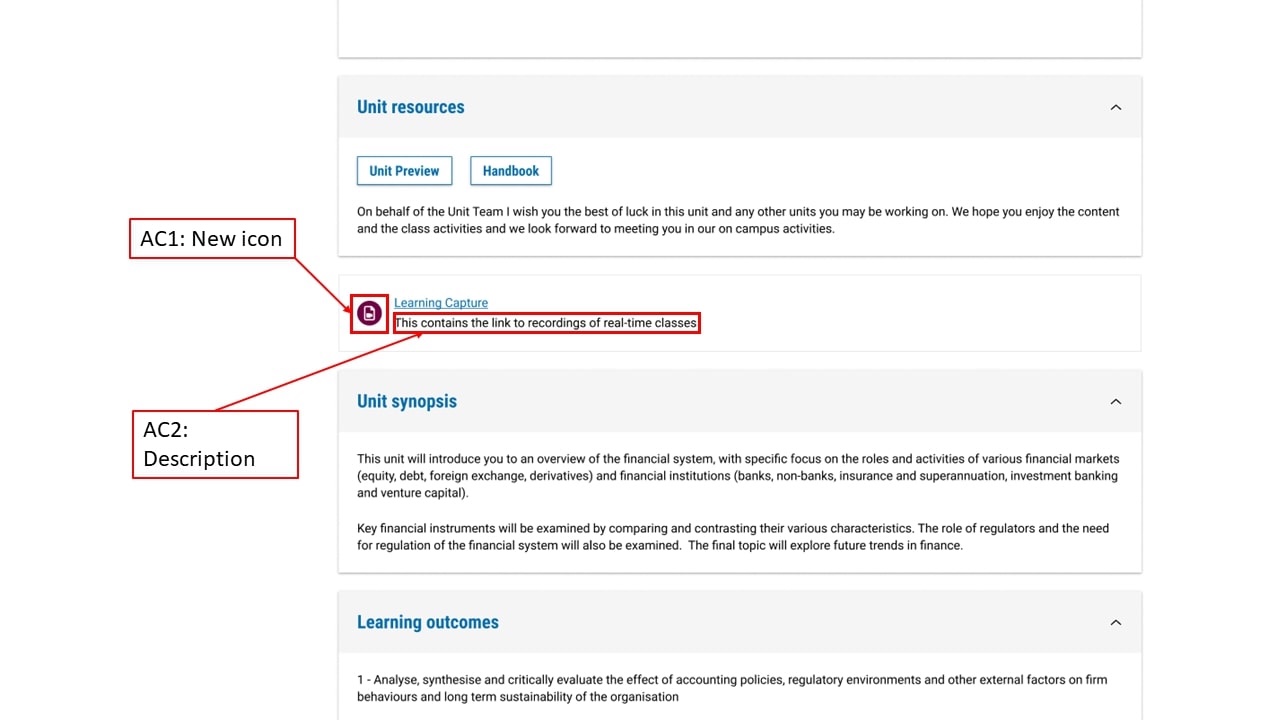 Unit resources
Unit Preview
Handbook
On behalf of the Unit Team I wish you the best of luck in this unit and any other units you may be working on. We hope you enjoy the content
and the class activities and we look forward to meeting you in our on campus activities.
AC1: New icon
Learning Capture
This contains the link to recordings of real-time classes
AC2:
Description
Unit synopsis
This unit will introduce you to an overview of the financial system, with specific focus on the roles and activities of various financial markets
(equity, debt, foreign exchange, derivatives) and financial institutions (banks, non-banks, insurance and superannuation, investment banking
and venture capital).
Key financial instruments will be examined by comparing and contrasting their various characteristics. The role of regulators and the need
for regulation of the financial system will also be examined.  The final topic will explore future trends in finance.
Learning outcomes
1 - Analyse, synthesise and critically evaluate the effect of accounting policies, regulatory environments and other external factors on firm
behaviours and long term sustainability of the organisation